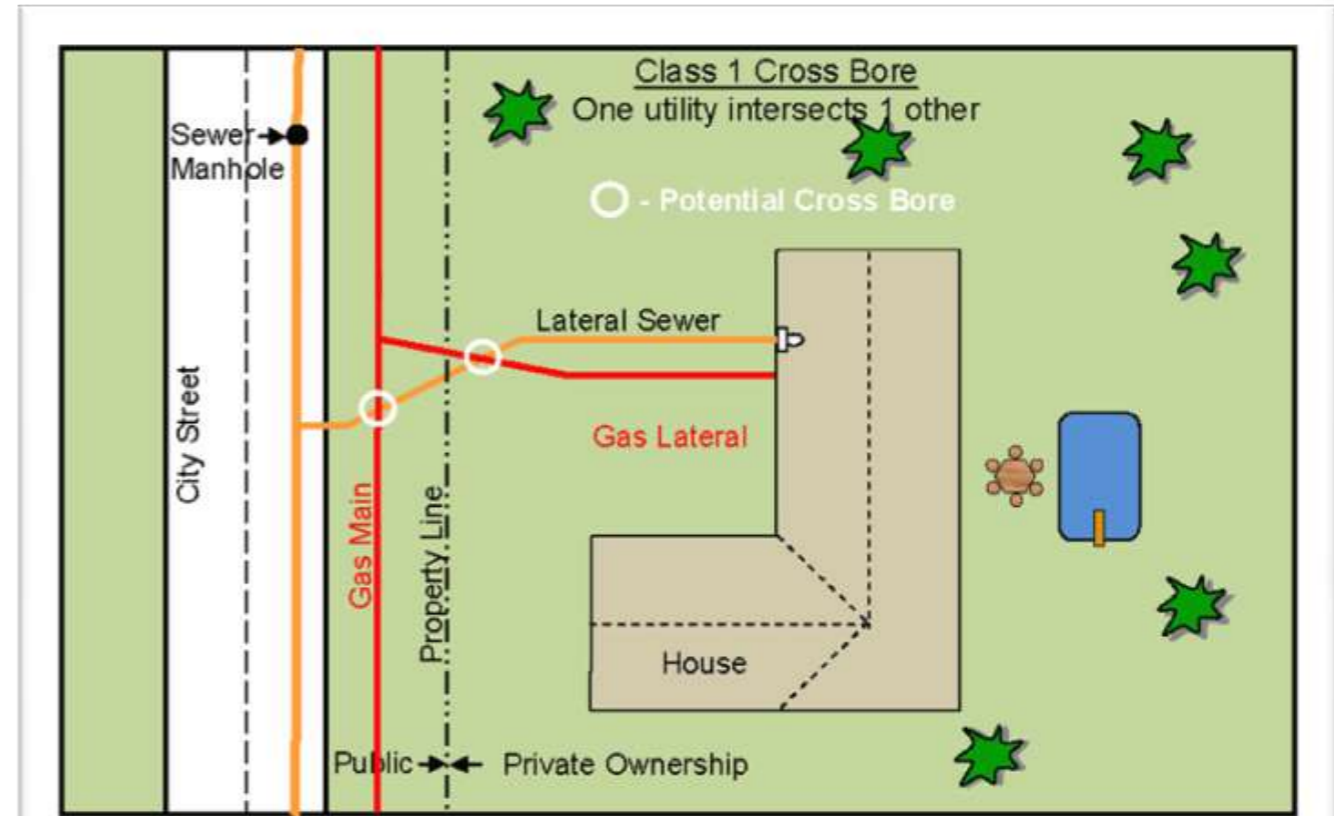 Class 1 Cross Bore
One utility intersects 1 other
Sewer
Manhole
- Potential Cross Bore
Lateral Sewer
City Street
Gas Lateral
Gas Main
Property Line
House
Public
Private Ownership